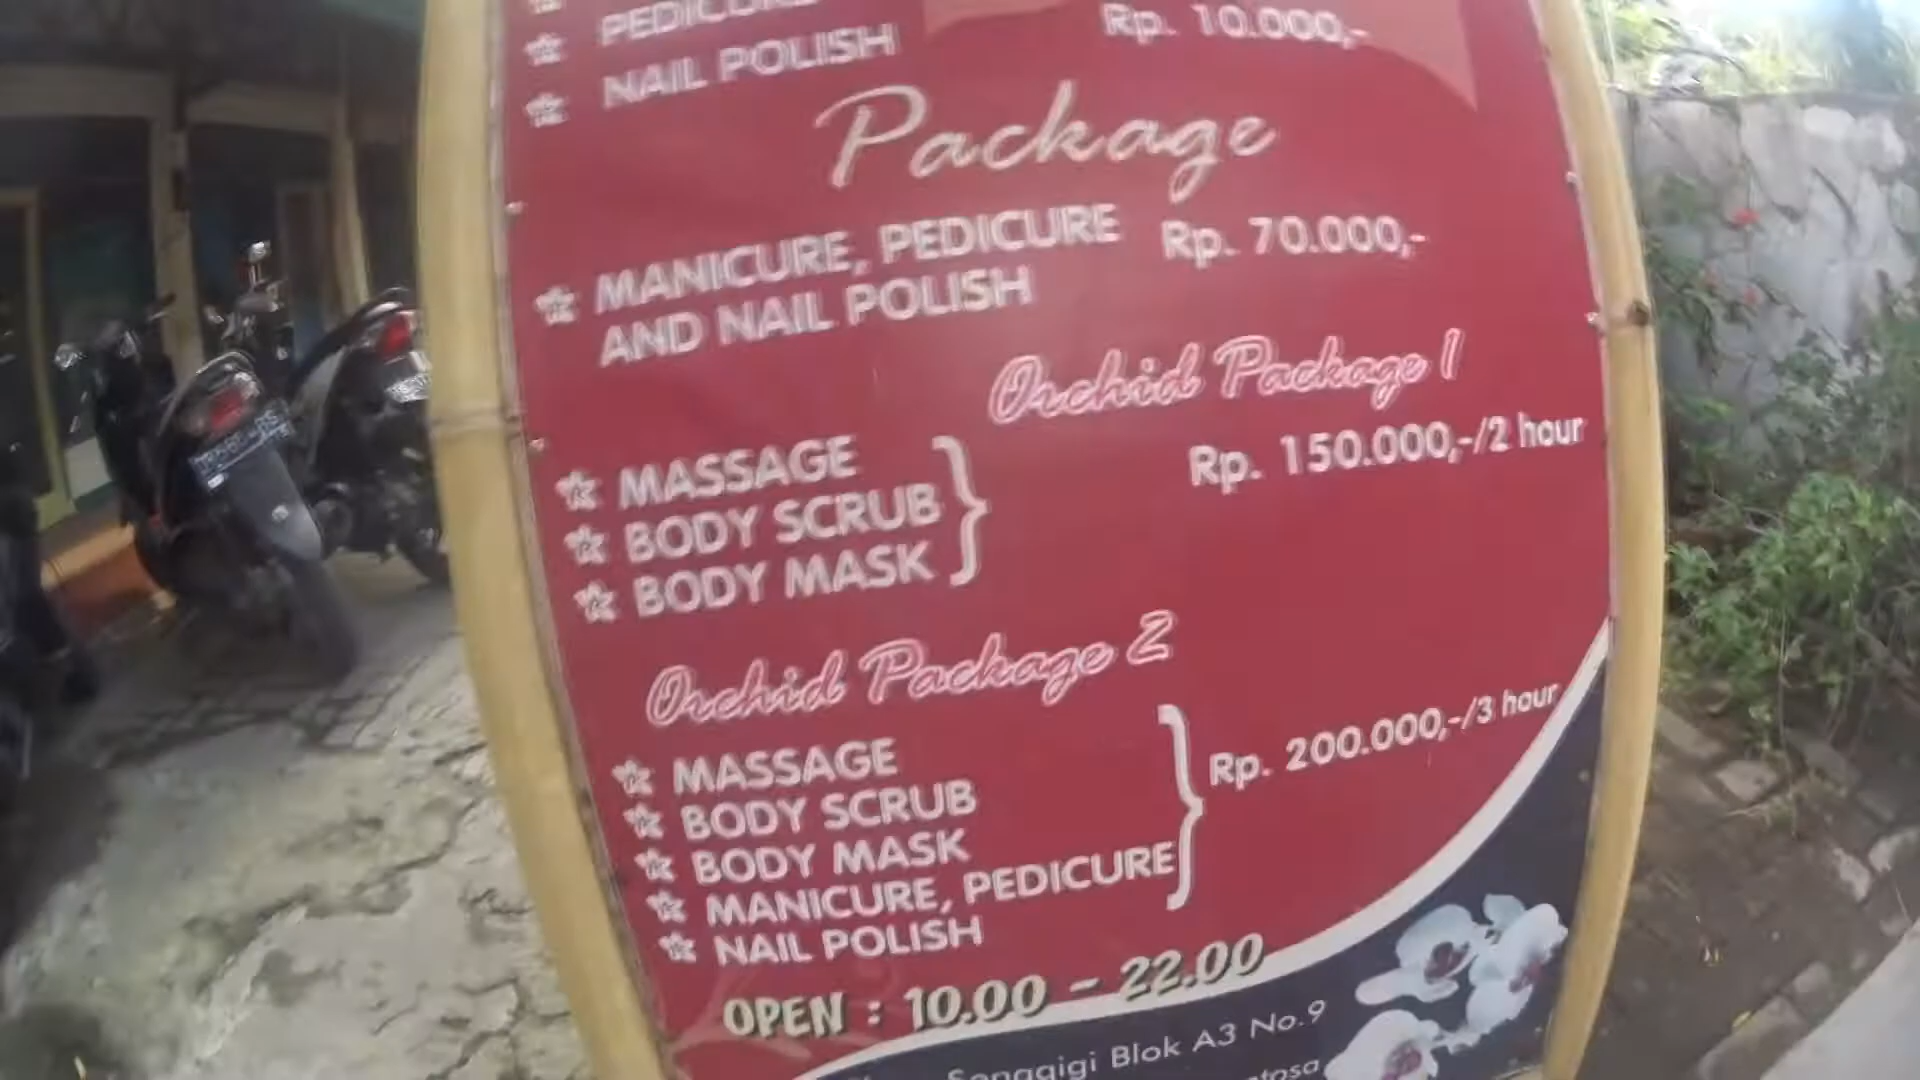 PEDICURE
NAIL POLISH Rp. 10.000,-
Package
MANICURE, PEDICURE Rp. 70.000,-
AND NAIL POLISH
Orchid Package 1
MASSAGE Rp. 150.000,-/2 hour
BODY SCRUB
BODY MASK
Orchid Package 2
MASSAGE Rp. 200.000,-/3 hour
BODY SCRUB
BODY MASK
MANICURE, PEDICURE
NAIL POLISH
OPEN : 10.00 - 22.00
Senggigi Blok A3 No.9